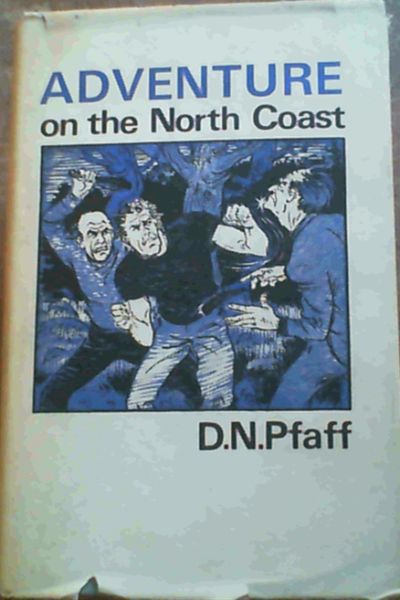 ADVENTURE
on the North Coast
D.N.Pfaff